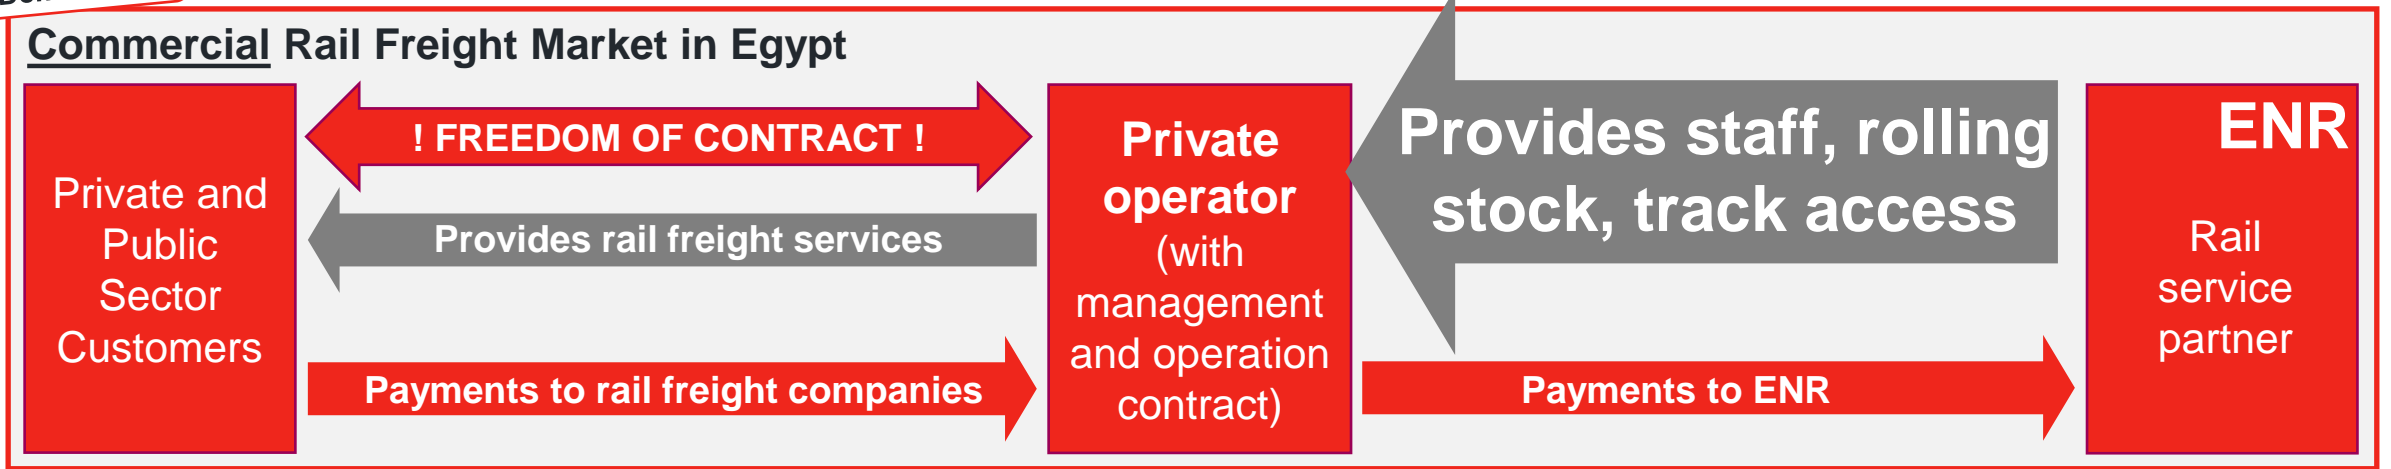 Commercial Rail Freight Market in Egypt
Private and
Public
Sector
Customers
! FREEDOM OF CONTRACT !
Provides rail freight services
Payments to rail freight companies
Private
operator
(with
management
and operation
contract)
Provides staff, rolling
stock, track access
Payments to ENR
ENR
Rail
service
partner